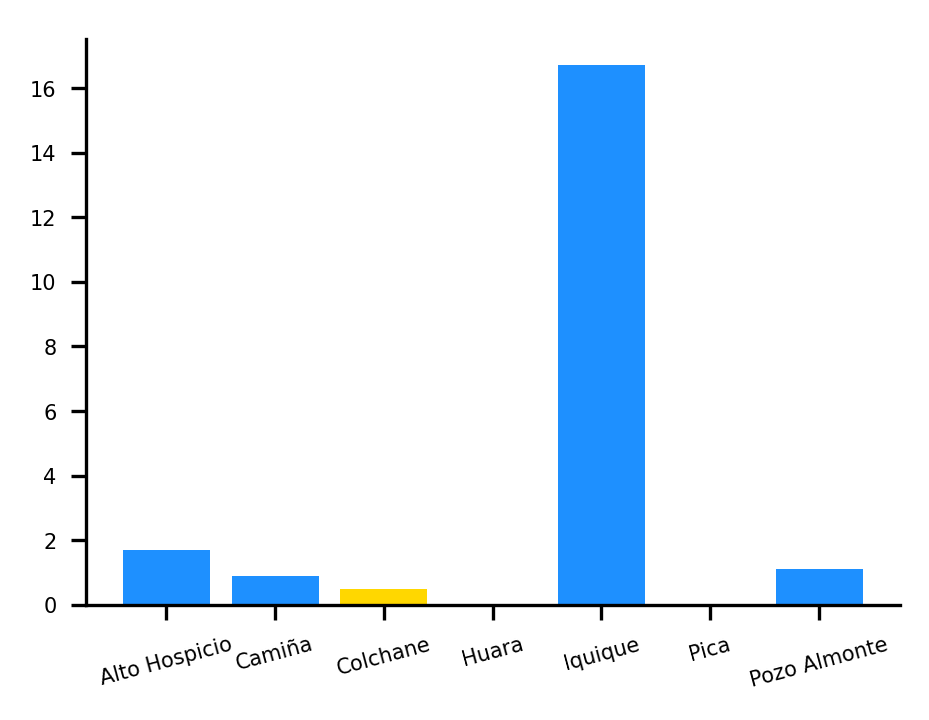 16
14
12
10
8
6
4
2
0
Alto Hospicio
Camiña
Colchane
Huara
Iquique
Pica
Pozo Almonte